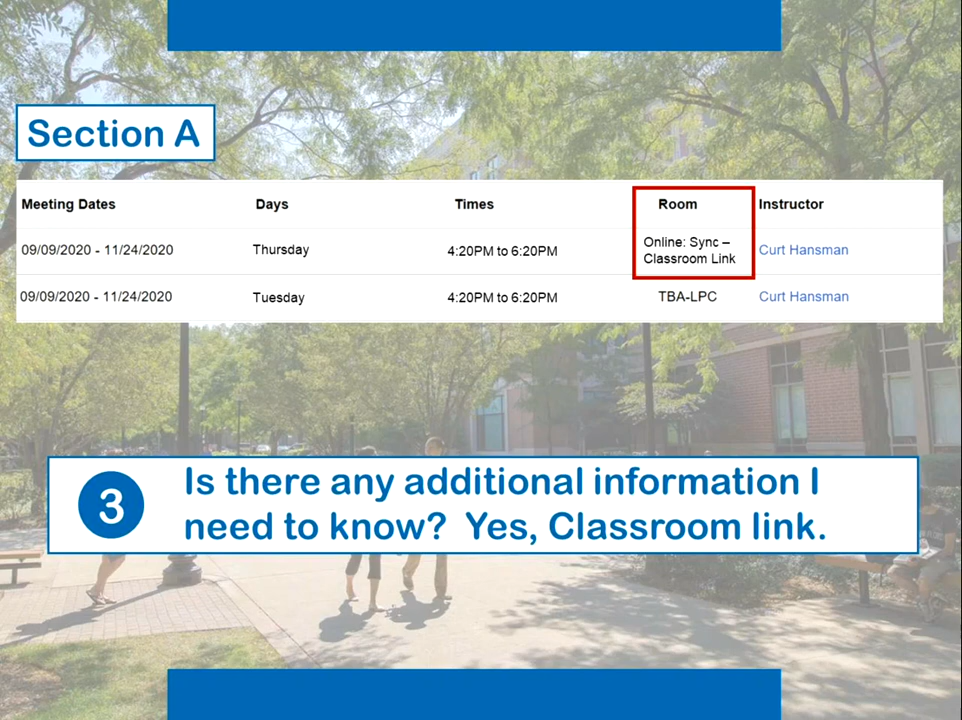 Section A
Meeting Dates Days Times Room Instructor
09/09/2020 - 11/24/2020 Thursday 4:20PM to 6:20PM Online: Sync – Classroom Link Curt Hansman
09/09/2020 - 11/24/2020 Tuesday 4:20PM to 6:20PM TBA-LPC Curt Hansman
3 Is there any additional information I
need to know? Yes, Classroom link.